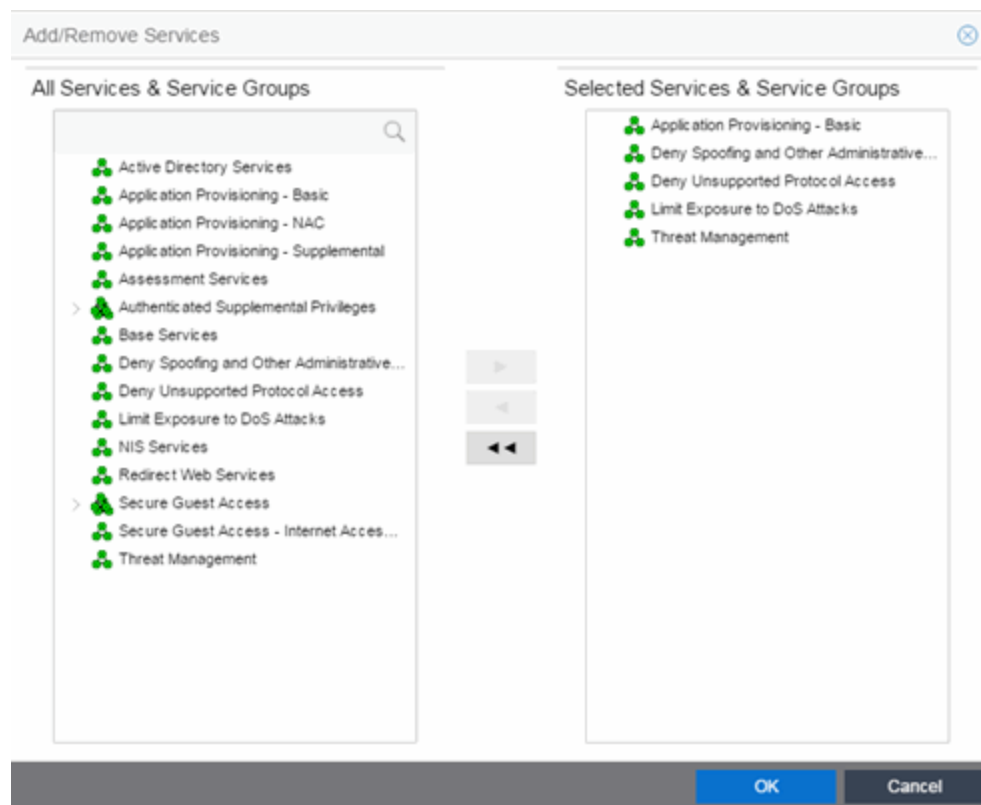 Add/Remove Services
All Services & Service Groups
Active Directory Services
Application Provisioning - Basic
Application Provisioning - NAC
Application Provisioning - Supplemental
Assessment Services
Authenticated Supplemental Privileges
Base Services
Deny Spoofing and Other Administrative...
Deny Unsupported Protocol Access
Limit Exposure to DoS Attacks
NIS Services
Redirect Web Services
Secure Guest Access
Secure Guest Access - Internet Acces...
Threat Management
Selected Services & Service Groups
Application Provisioning - Basic
Deny Spoofing and Other Administrative...
Deny Unsupported Protocol Access
Limit Exposure to DoS Attacks
Threat Management
OK
Cancel